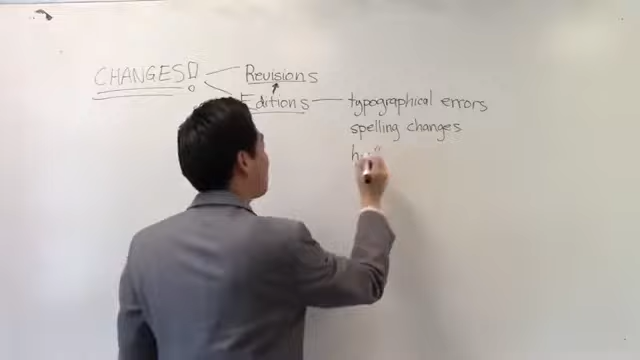 CHANGES!
Revisions
Editions — typographical errors
spelling changes